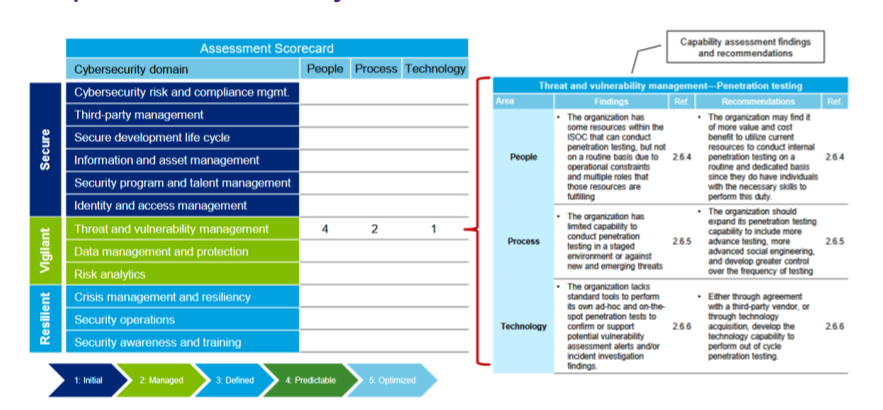 Capability assessment findings
and recommendations
Assessment Scorecard
Cybersecurity domain People Process Technology
Secure
Cybersecurity risk and compliance mgmt.
Third-party management
Secure development life cycle
Information and asset management
Security program and talent management
Identity and access management
Vigilant
Threat and vulnerability management 4 2 1
Data management and protection
Risk analytics
Resilient
Crisis management and resiliency
Security operations
Security awareness and training
1: Initial
2: Managed
3: Defined
4: Predictable
5: Optimized
Threat and vulnerability management—Penetration testing
Area Findings Ref. Recommendations Ref.
People
• The organization has
some resources within the
ISOC that can conduct
penetration testing, but not
on a routine basis due to
operational constraints
and multiple roles that
those resources are
fulfilling
2.6.4
• The organization may find it
of more value and cost
benefit to utilize current
resources to conduct internal
penetration testing on a
routine and dedicated basis
since they do have individuals
with the necessary skills to
perform this duty.
2.6.4
Process
• The organization has
limited capability to
conduct penetration
testing in a staged
environment or against
new and emerging threats
2.6.5
• The organization should
expand its penetration testing
capability to include more
advance testing, more
advanced social engineering,
and develop greater control
over the frequency of testing
2.6.5
Technology
• The organization lacks
standard tools to perform
its own ad-hoc and on-the-
spot penetration tests to
confirm or support
potential vulnerability
assessment alerts and/or
incident investigation
findings.
2.6.6
• Either through agreement
with a third-party vendor, or
through technology
acquisition, develop the
technology capability to
perform out of cycle
penetration testing.
2.6.6